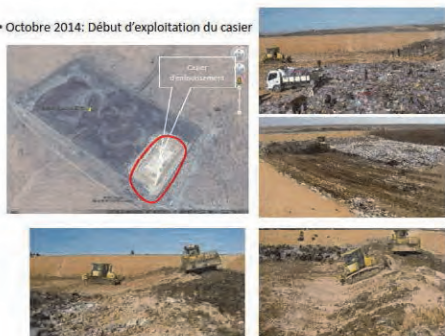 • Octobre 2014: Début d'exploitation du casier
Casier
d'enfouissement